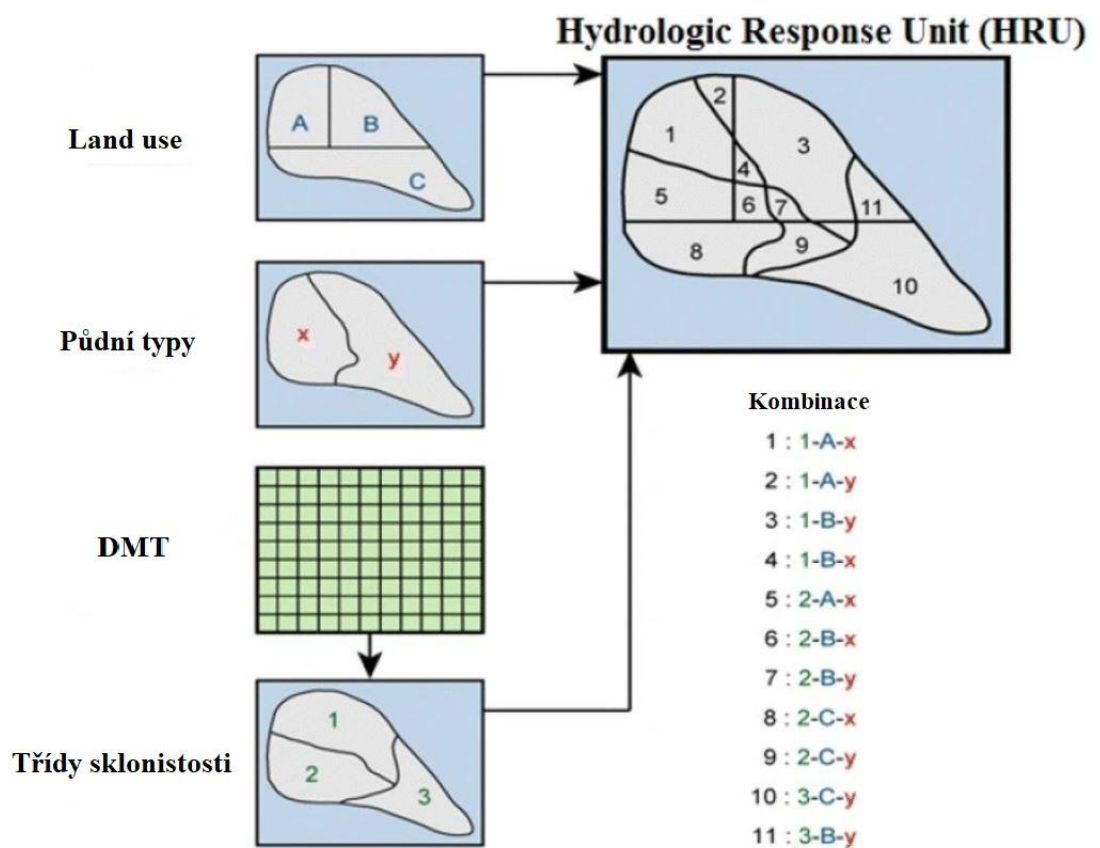 Hydrologic Response Unit (HRU)
Land use
A
B
C
Půdní typy
x
y
DMT
Třídy sklonistosti
1
2
3
1
2
3
4
5
6
7
8
9
10
11
Kombinace
1 : 1-A-x
2 : 1-A-y
3 : 1-B-y
4 : 1-B-x
5 : 2-A-x
6 : 2-B-x
7 : 2-B-y
8 : 2-C-x
9 : 2-C-y
10 : 3-C-y
11 : 3-B-y